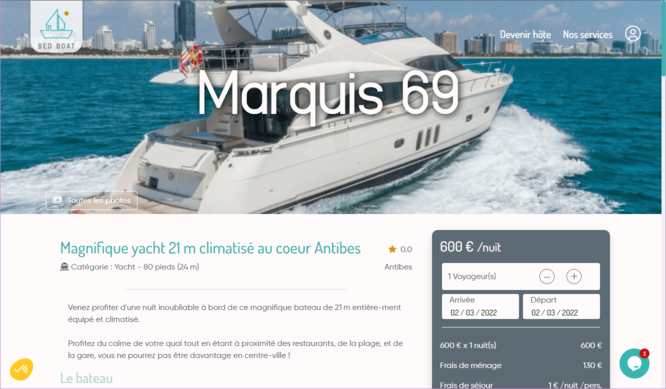 BED BOAT
Devenir hôte
Nos services
Marquis 69
Toutes les photos
Magnifique yacht 21 m climatisé au coeur Antibes
0.0
Catégorie : Yacht - 80 pieds (24 m)
Antibes
Venez profiter d'une nuit inoubliable à bord de ce magnifique bateau de 21 m entière-ment
équipé et climatisé.
Profitez du calme de votre quai tout en étant à proximité des restaurants, de la plage, et de
la gare, vous ne pourrez pas être davantage en centre-ville !
Le bateau
600 € /nuit
1 Voyageur(s)
Arrivée
Départ
02 / 03 / 2022
02 / 03 / 2022
600 € x 1 nuit(s)
600 €
Frais de ménage
130 €
Frais de séjour
1 € /nuit /pers.
1